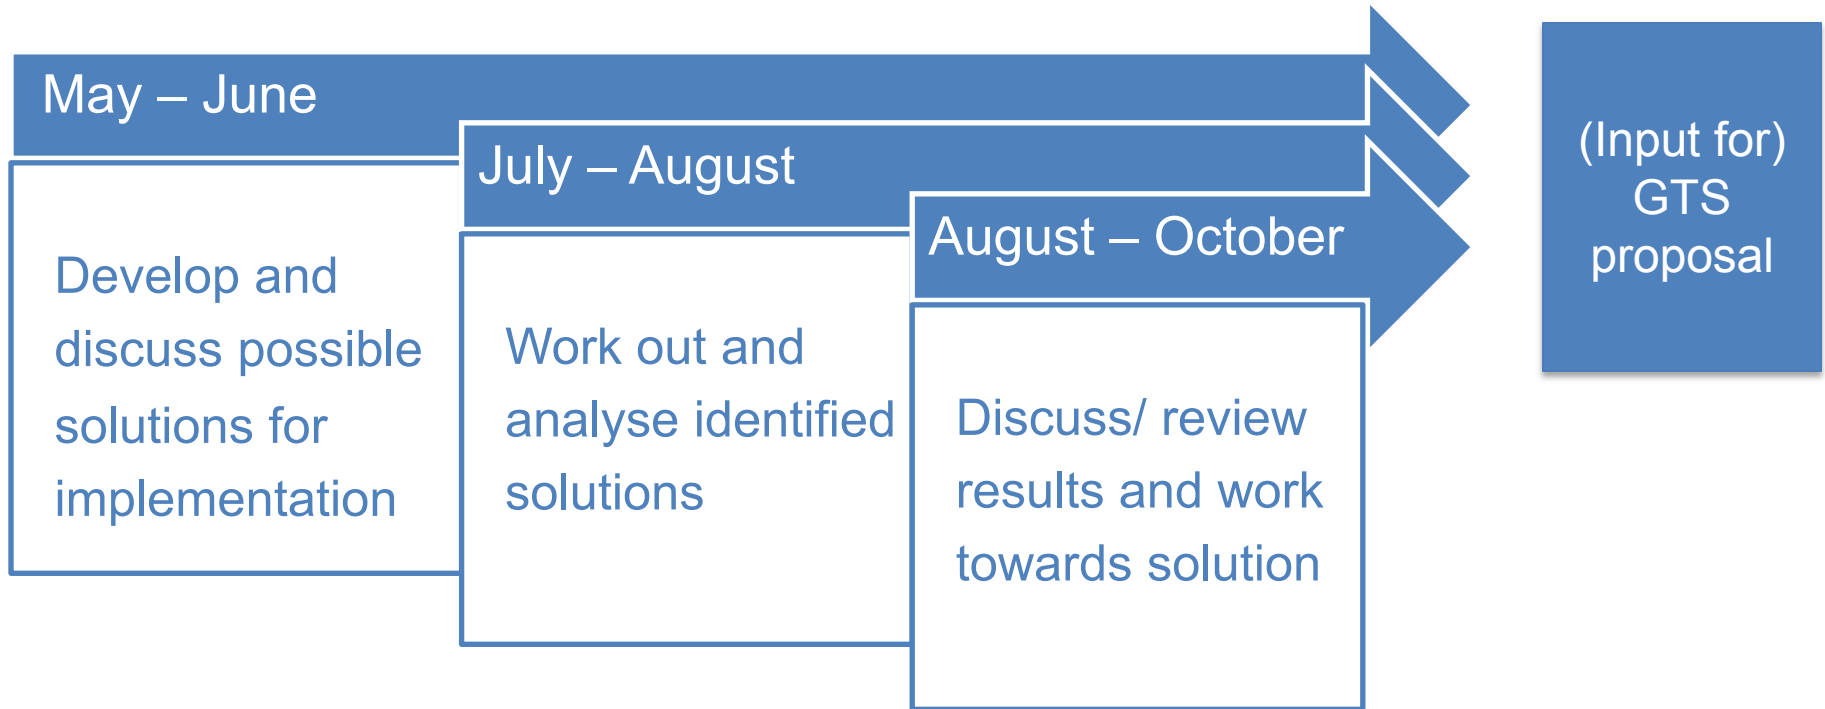 May – June
Develop and
discuss possible
solutions for
implementation
July – August
Work out and
analyse identified
solutions
August – October
Discuss/ review
results and work
towards solution
(Input for)
GTS
proposal